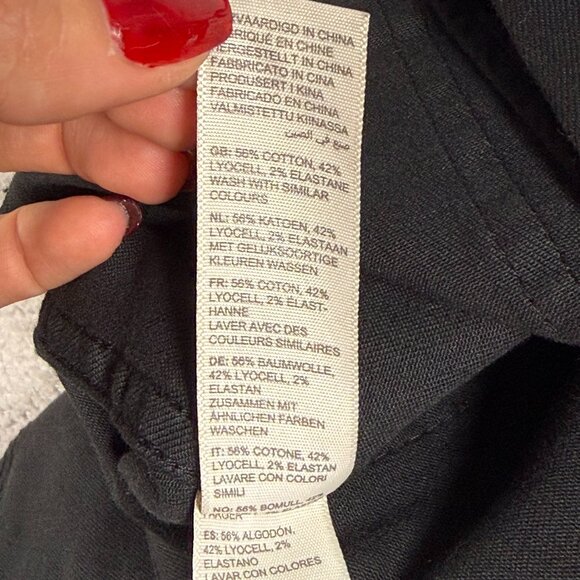 VAARDIGD IN CHINA
RIQUÉ EN CHINE
HERGESTELLT IN CHINA
FABBRICATO IN CINA
PRODUSERT I KINA
FABRICADO EN CHINA
VALMISTETTU KIINASSA
صنع في الصين
GB: 56% COTTON, 42%
LYOCELL, 2% ELASTANE
WASH WITH SIMILAR
COLOURS
NL: 56% KATOEN, 42%
LYOCELL, 2% ELASTAAN
MET GELIJKSOORTIGE
KLEUREN WASSEN
FR: 56% COTON, 42%
LYOCELL, 2% ÉLAST-
HANNE
LAVER AVEC DES
COULEURS SIMILAIRES
DE: 56% BAUMWOLLE,
42% LYOCELL, 2%
ELASTAN
ZUSAMMEN MIT
ÄHNLICHEN FARBEN
WASCHEN
IT: 56% COTONE, 42%
LYOCELL, 2% ELASTAN
LAVARE CON COLORI
SIMILI
NO: 56% BOMULL, 42%
ES: 56% ALGODÓN,
42% LYOCELL, 2%
ELASTANO
LAVAR CON COLORES